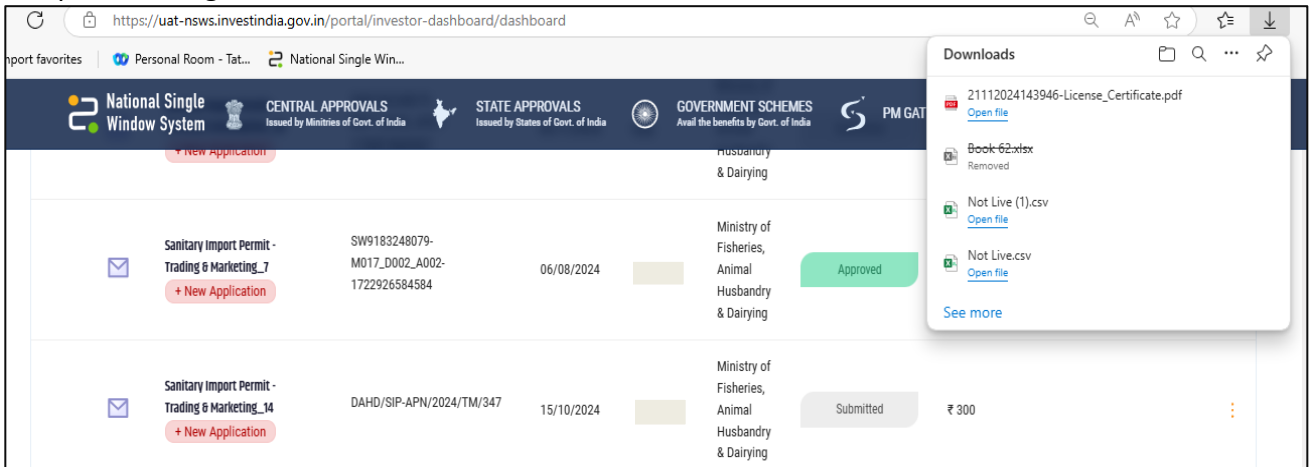 https://uat-nsws.investindia.gov.in/portal/investor-dashboard/dashboard
nport favorites
Personal Room - Tat...
National Single Win...
Downloads
21112024143946-License_Certificate.pdf
Open file
Book 62.xlsx
Removed
Not Live (1).csv
Open file
Not Live.csv
Open file
See more
National Single
Window System
CENTRAL APPROVALS
Issued by Ministries of Govt. of India
STATE APPROVALS
Issued by States of Govt. of India
GOVERNMENT SCHEMES
Avail the benefits by Govt. of India
PM GAT
+ New Application
Husbandry
& Dairying
Sanitary Import Permit -
Trading & Marketing_7
+ New Application
SW9183248079-
M017_D002_A002-
1722926584584
06/08/2024
Ministry of
Fisheries,
Animal
Husbandry
& Dairying
Approved
Sanitary Import Permit -
Trading & Marketing_14
+ New Application
DAHD/SIP-APN/2024/TM/347
15/10/2024
Ministry of
Fisheries,
Animal
Husbandry
& Dairying
Submitted
₹ 300